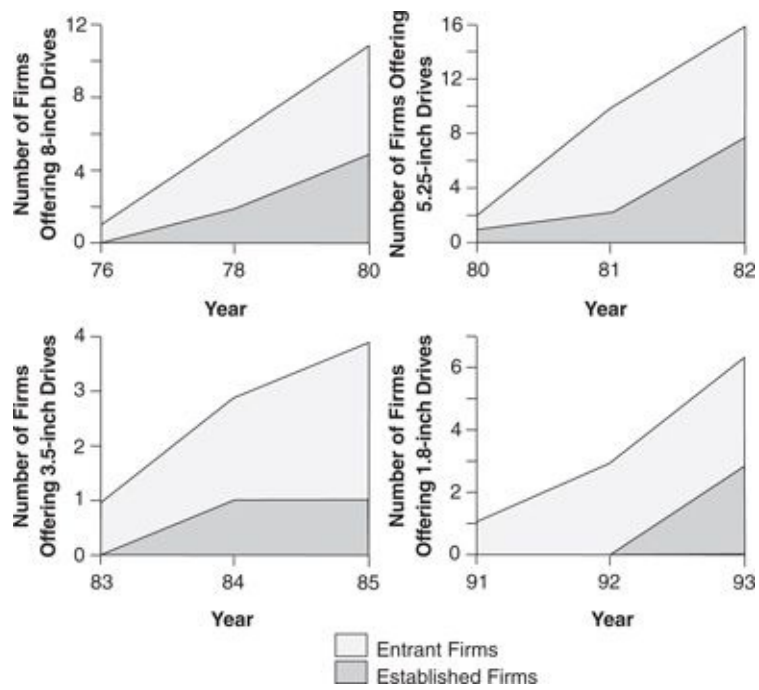 Number of Firms
Offering 8-inch Drives
12
8
4
0
76
78
80
Year
Number of Firms Offering
5.25-inch Drives
16
12
8
4
0
80
81
82
Year
Number of Firms
Offering 3.5-inch Drives
4
3
2
1
0
83
84
85
Year
Number of Firms
Offering 1.8-inch Drives
6
4
2
0
91
92
93
Year
Entrant Firms
Established Firms